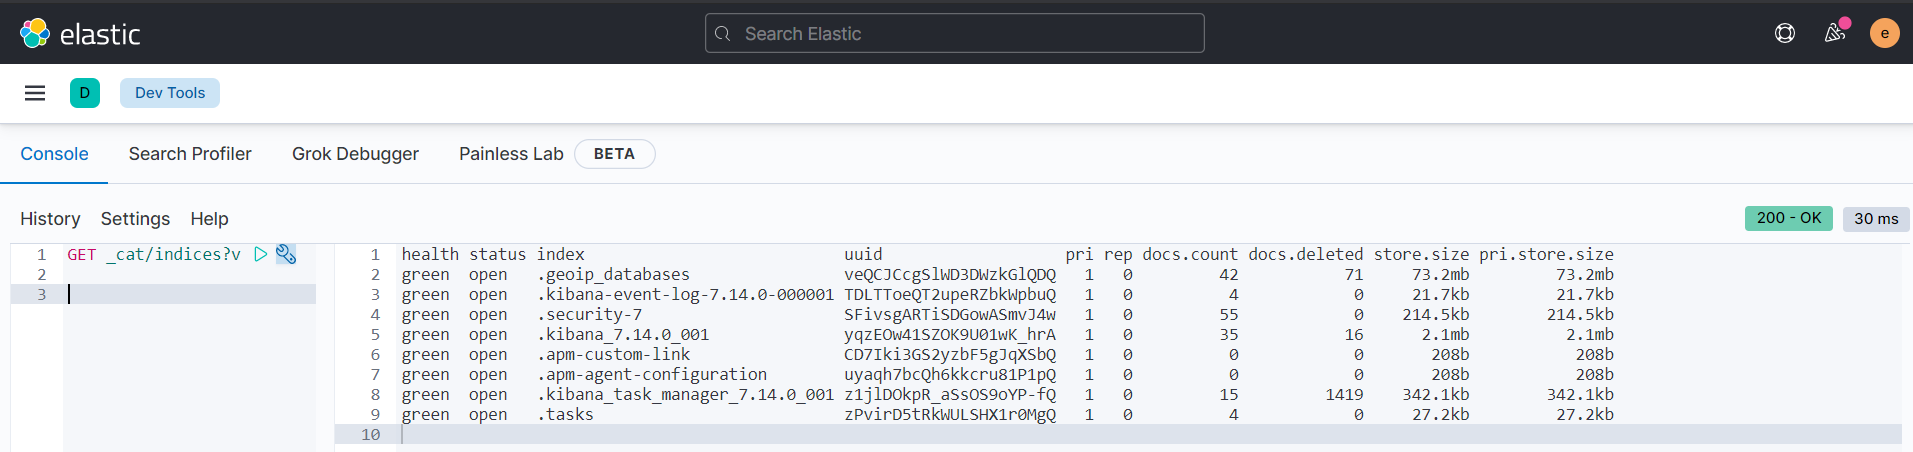 elastic
Search Elastic
e
D
Dev Tools
Console Search Profiler Grok Debugger Painless Lab BETA
History Settings Help
200 - OK 30 ms
1 GET _cat/indices?v
2
3
1 health status index uuid pri rep docs.count docs.deleted store.size pri.store.size
2 green open .geoip_databases veQCJCcgSlWD3DWzkGlQDQ 1 0 42 71 73.2mb 73.2mb
3 green open .kibana-event-log-7.14.0-000001 TDLTToeQT2upeRZbkWpbuQ 1 0 4 0 21.7kb 21.7kb
4 green open .security-7 SFivsgARTiSDGowASmvJ4w 1 0 55 0 214.5kb 214.5kb
5 green open .kibana_7.14.0_001 yqzEOw41SZOK9U01wK_hrA 1 0 35 16 2.1mb 2.1mb
6 green open .apm-custom-link CD7Iki3GS2yzbF5gJqXSbQ 1 0 0 0 208b 208b
7 green open .apm-agent-configuration uyaqh7bcQh6kkcru81P1pQ 1 0 0 0 208b 208b
8 green open .kibana_task_manager_7.14.0_001 z1jlDOkpR_aSsOS9oYP-fQ 1 0 15 1419 342.1kb 342.1kb
9 green open .tasks zPvirD5tRkWULSHX1r0MgQ 1 0 4 0 27.2kb 27.2kb
10